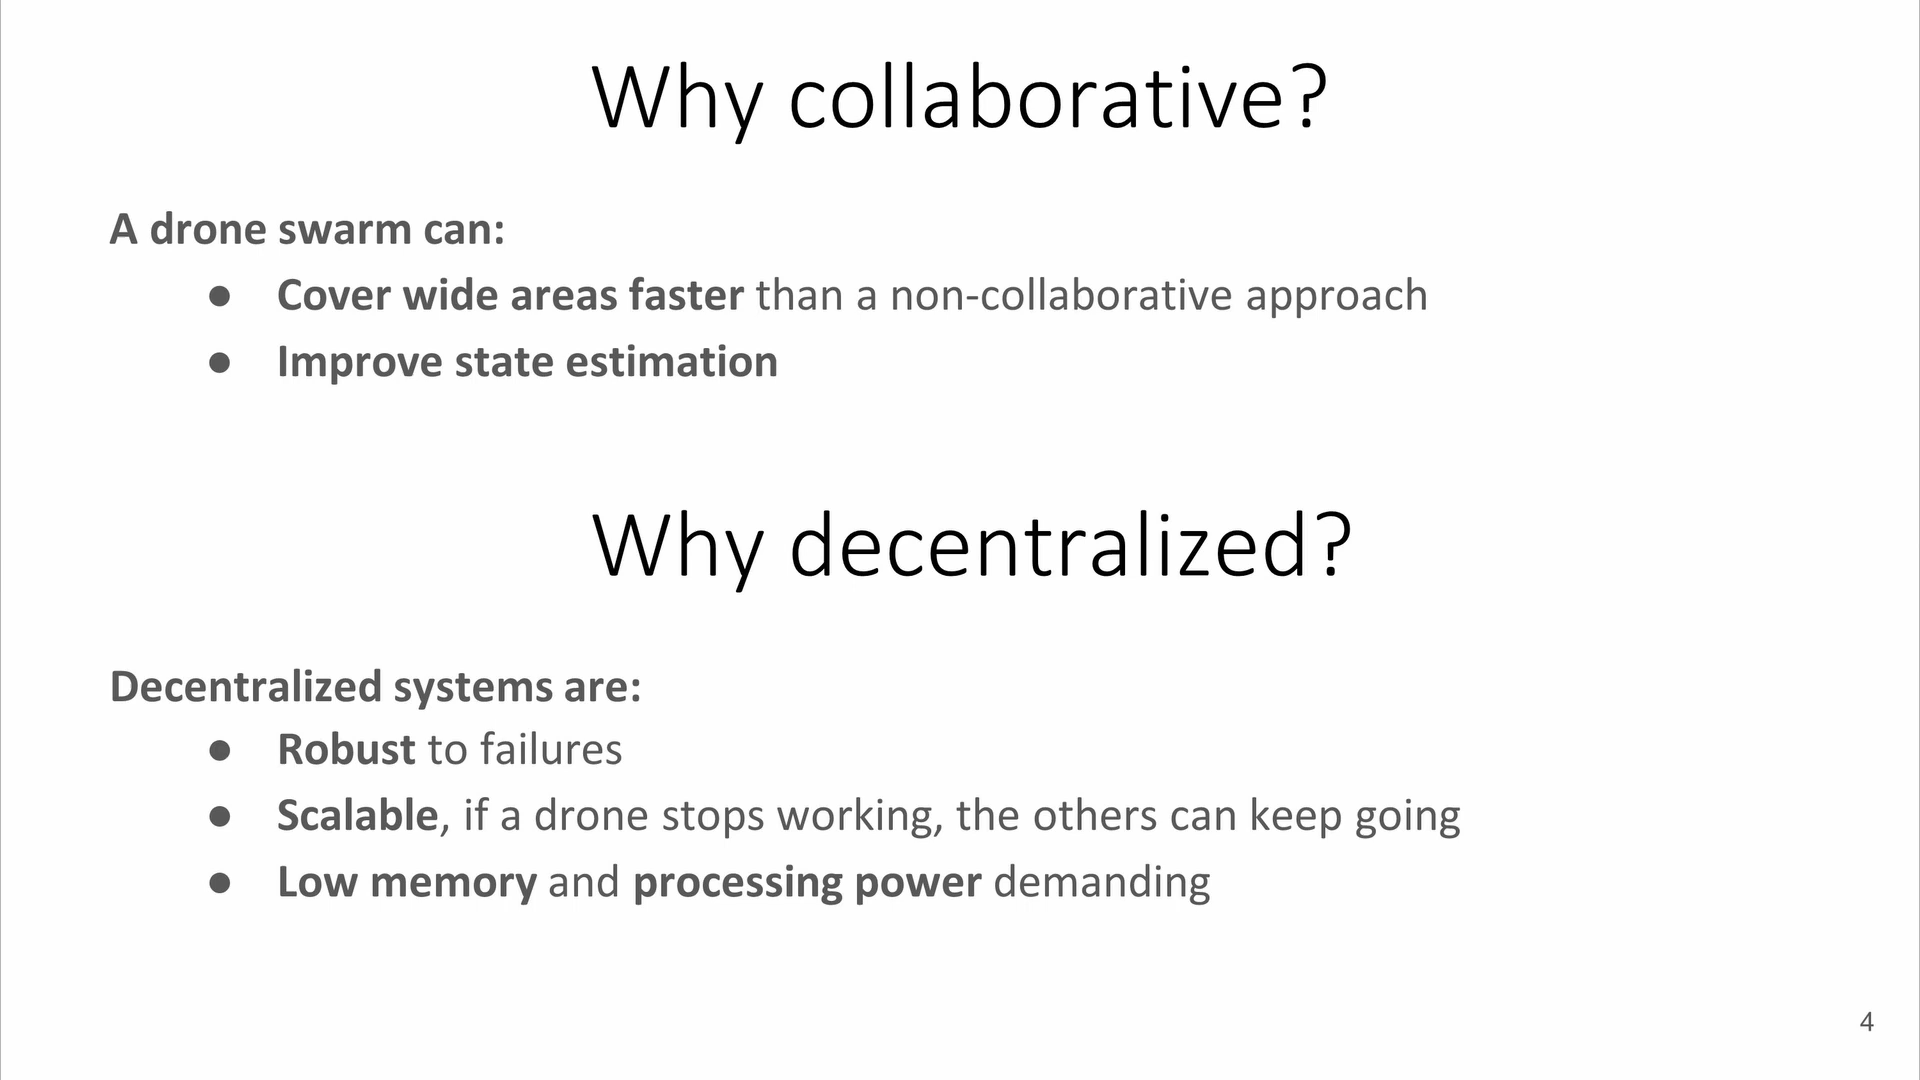 Why collaborative?
A drone swarm can:
● Cover wide areas faster than a non-collaborative approach
● Improve state estimation
Why decentralized?
Decentralized systems are:
● Robust to failures
● Scalable, if a drone stops working, the others can keep going
● Low memory and processing power demanding
4